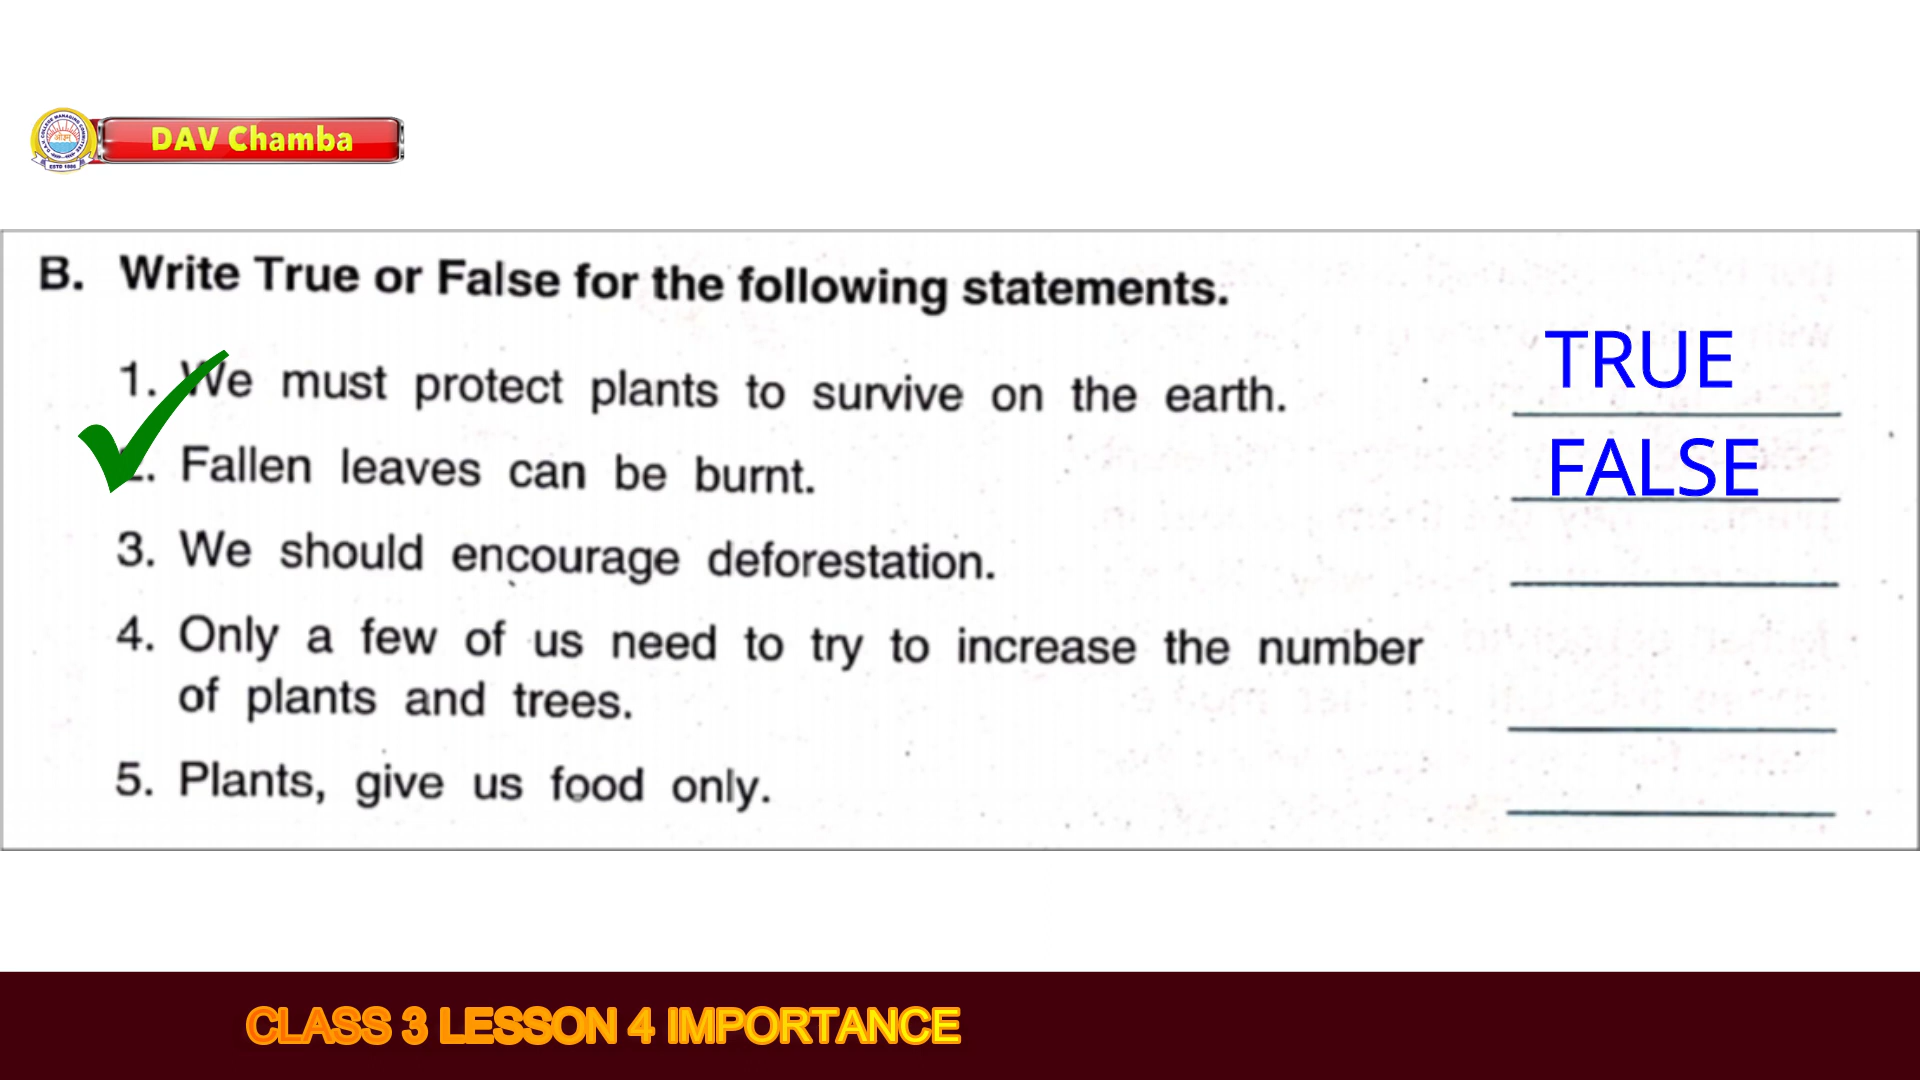 DAV Chamba
B. Write True or False for the following statements.
1. We must protect plants to survive on the earth.
TRUE
2. Fallen leaves can be burnt.
FALSE
3. We should encourage deforestation.
4. Only a few of us need to try to increase the number
of plants and trees.
5. Plants, give us food only.
CLASS 3 LESSON 4 IMPORTANCE